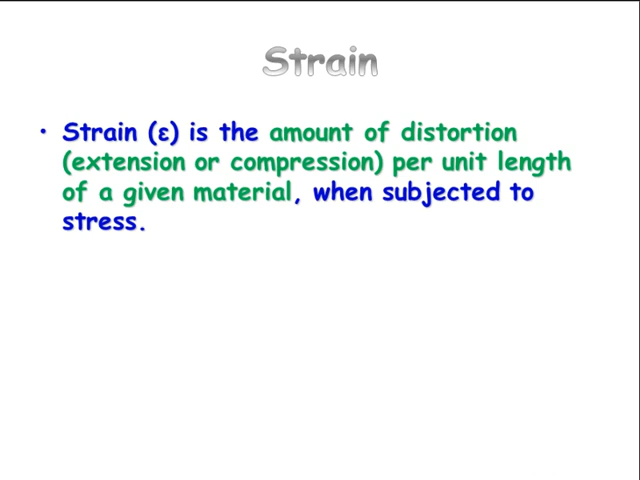 Strain
• Strain (ε) is the amount of distortion
(extension or compression) per unit length
of a given material, when subjected to
stress.